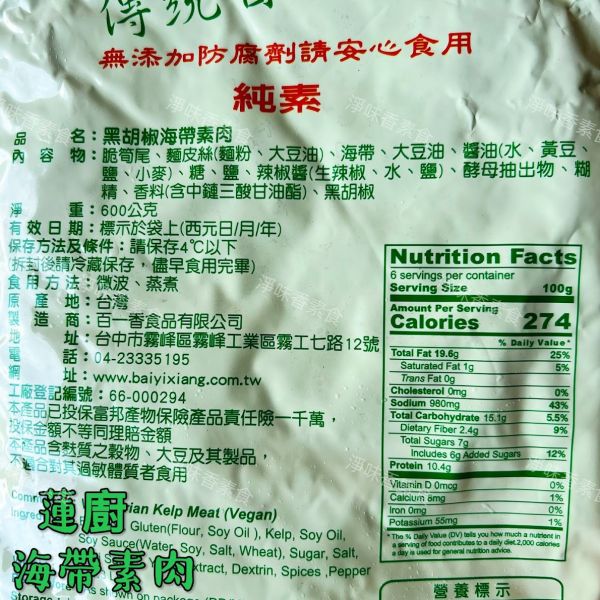 傳統香
無添加防腐劑請安心食用
純素
品名：黑胡椒海帶素肉
內容物：脆筍尾、麵皮絲(麵粉、大豆油)、海帶、大豆油、醬油(水、黃豆、
鹽、小麥)、糖、鹽、辣椒醬(生辣椒、水、鹽)、酵母抽出物、糊
精、香料(含中鏈三酸甘油酯)、黑胡椒
淨重：600公克
有效日期：標示於袋上(西元日/月/年)
保存方法及條件：請保存4℃以下
(拆封後請冷藏保存，儘早食用完畢)
食用方法：微波、蒸煮
原產地：台灣
製造商：百一香食品有限公司
地址：台中市霧峰區霧峰工業區霧工七路12號
電話：04-23335195
網址：www.baiyixiang.com.tw
工廠登記編號：66-000294
本產品已投保富邦產物保險產品責任險一千萬，
投保金額不等同理賠金額
本產品含麩質之穀物、大豆及其製品，
不適合對其過敏體質者食用
Nutrition Facts
6 servings per container
Serving Size 100g
Amount Per Serving
Calories 274
% Daily Value*
Total Fat 19.6g 25%
Saturated Fat 1g 5%
Trans Fat 0g
Cholesterol 0mg 0%
Sodium 980mg 43%
Total Carbohydrate 15.1g 5.5%
Dietary Fiber 2.4g 9%
Total Sugars 7g
Includes 6g Added Sugars 12%
Protein 10.4g
Vitamin D 0mcg 0%
Calcium 8mg 1%
Iron 0mg 0%
Potassium 55mg 1%
* The % Daily Value (DV) tells you how much a nutrient in
a serving of food contributes to a daily diet.2,000 calories
a day is used for general nutrition advice.
營養標示
Kelp Meat (Vegan)
Gluten(Flour, Soy Oil ), Kelp, Soy Oil,
Soy Sauce(Water, Soy, Salt, Wheat), Sugar, Salt,
Extract, Dextrin, Spices ,Pepper
蓮廚
海帶素肉
淨味香素食